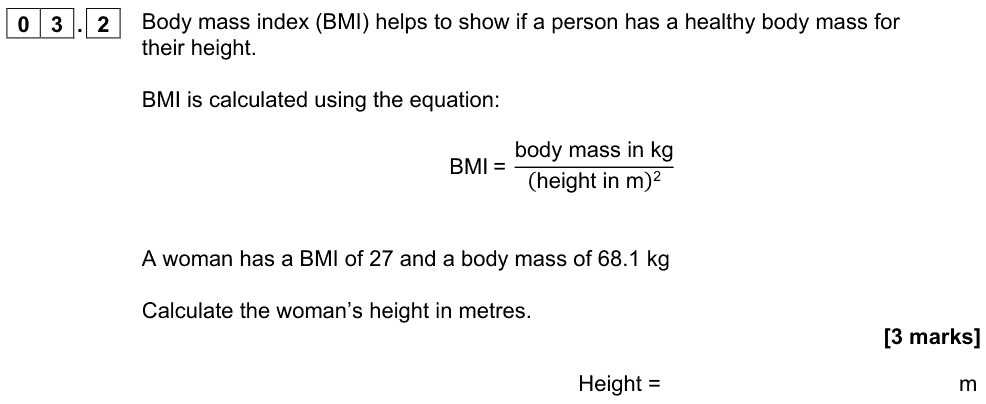 0 3 . 2 Body mass index (BMI) helps to show if a person has a healthy body mass for
their height.
BMI is calculated using the equation:
BMI = body mass in kg
(height in m)²
A woman has a BMI of 27 and a body mass of 68.1 kg
Calculate the woman's height in metres.
[3 marks]
Height = m